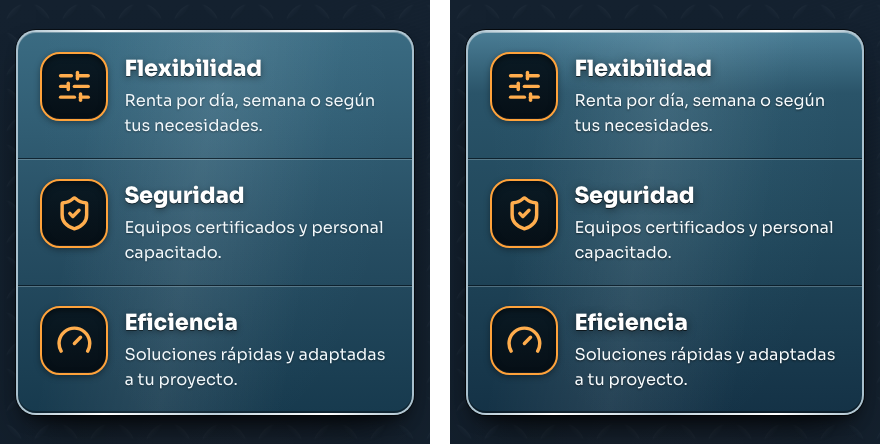 Flexibilidad
Renta por día, semana o según
tus necesidades.
Seguridad
Equipos certificados y personal
capacitado.
Eficiencia
Soluciones rápidas y adaptadas
a tu proyecto.
Flexibilidad
Renta por día, semana o según
tus necesidades.
Seguridad
Equipos certificados y personal
capacitado.
Eficiencia
Soluciones rápidas y adaptadas
a tu proyecto.